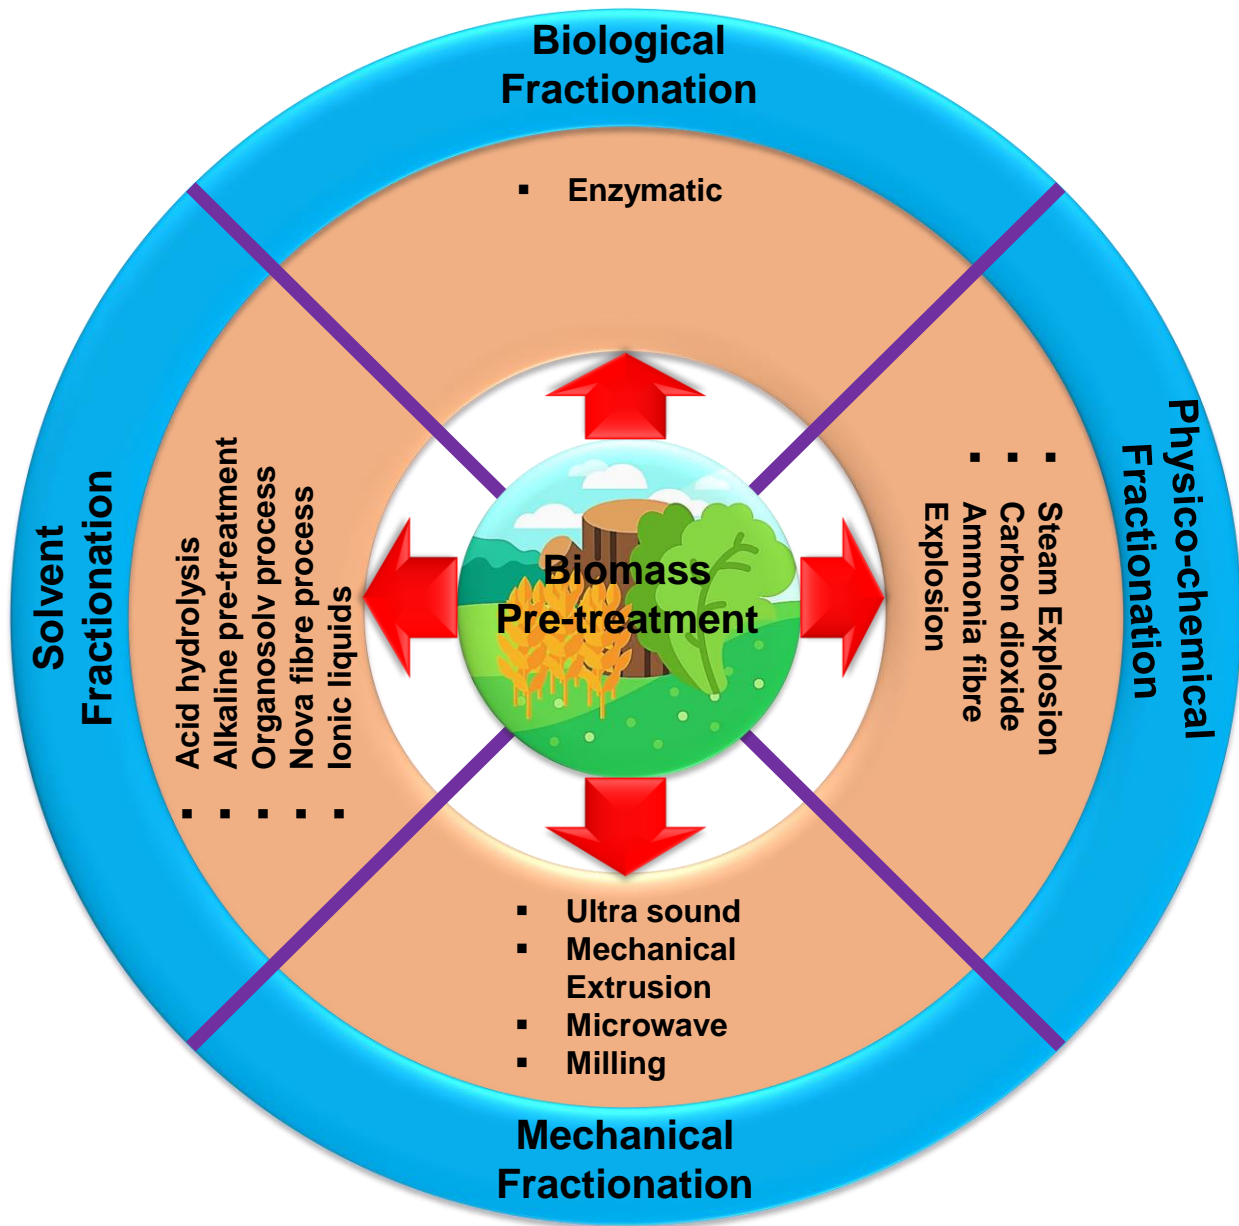 Biological
Fractionation
▪ Enzymatic
Physico-chemical
Fractionation
▪ Steam Explosion
▪ Carbon dioxide
▪ Ammonia fibre
Explosion
Biomass
Pre-treatment
Solvent
Fractionation
▪ Acid hydrolysis
▪ Alkaline pre-treatment
▪ Organosolv process
▪ Nova fibre process
▪ Ionic liquids
▪ Ultra sound
▪ Mechanical
Extrusion
▪ Microwave
▪ Milling
Mechanical
Fractionation